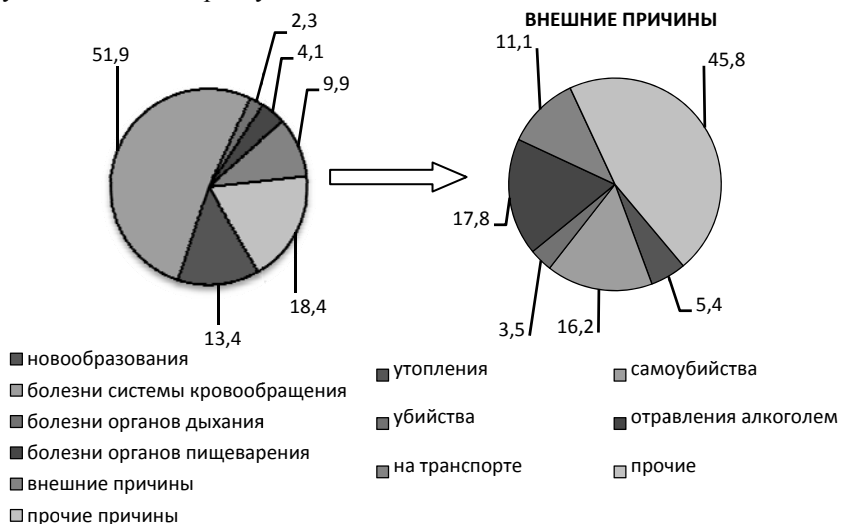 ВНЕШНИЕ ПРИЧИНЫ
51,9
2,3
4,1
9,9
18,4
13,4
11,1
45,8
17,8
3,5
16,2
5,4
новообразования
болезни системы кровообращения
болезни органов дыхания
болезни органов пищеварения
внешние причины
прочие причины
утопления
самоубийства
убийства
отравления алкоголем
на транспорте
прочие